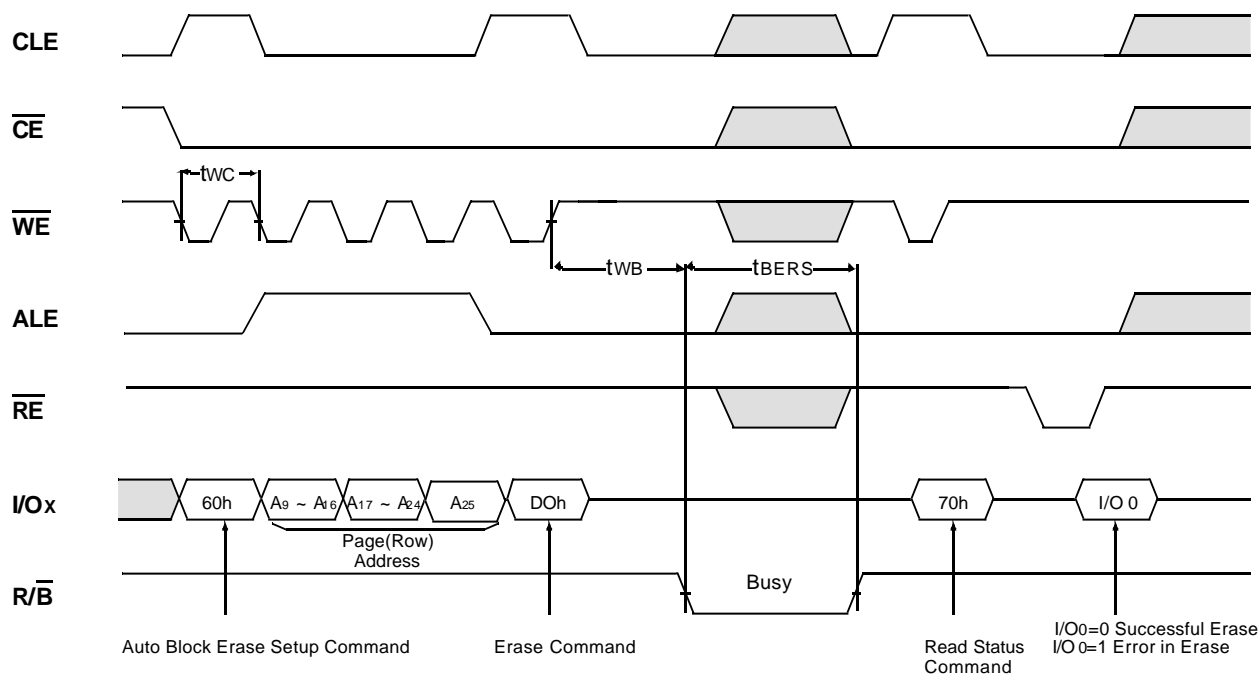 CLE
CE
tWC
WE
tWB
tBERS
ALE
RE
I/Ox
60h
A9 ~ A16
A17 ~ A24
A25
DOh
70h
I/O 0
Page(Row)
Address
R/B
Busy
Auto Block Erase Setup Command
Erase Command
Read Status
Command
I/O0=0 Successful Erase
I/O 0=1 Error in Erase